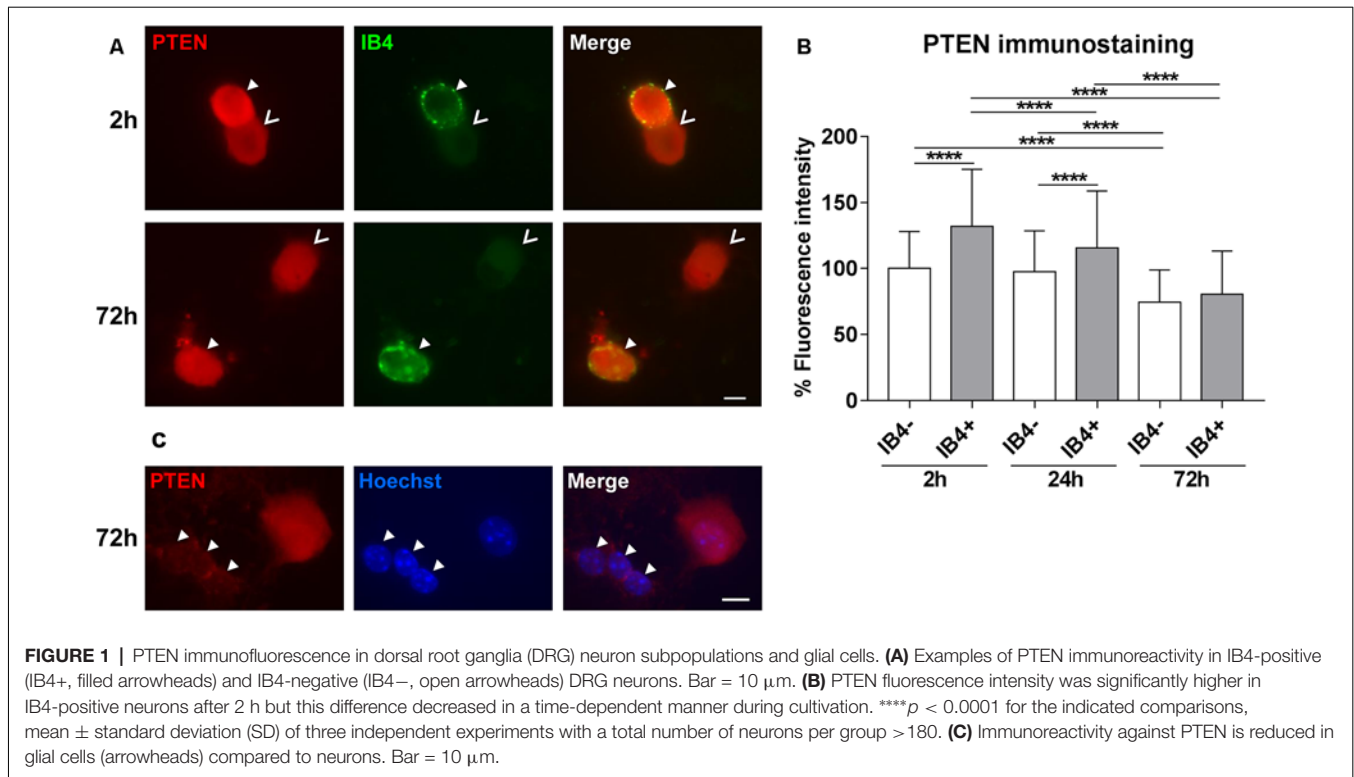 A
PTEN
IB4
Merge
2h
72h
B
PTEN immunostaining
****
****
****
****
****
****
****
% Fluorescence intensity
200
150
100
50
0
IB4-
IB4+
IB4-
IB4+
IB4-
IB4+
2h
24h
72h
C
PTEN
Hoechst
Merge
72h
FIGURE 1 | PTEN immunofluorescence in dorsal root ganglia (DRG) neuron subpopulations and glial cells. (A) Examples of PTEN immunoreactivity in IB4-positive
(IB4+, filled arrowheads) and IB4-negative (IB4−, open arrowheads) DRG neurons. Bar = 10 μm. (B) PTEN fluorescence intensity was significantly higher in
IB4-positive neurons after 2 h but this difference decreased in a time-dependent manner during cultivation. ****p < 0.0001 for the indicated comparisons,
mean ± standard deviation (SD) of three independent experiments with a total number of neurons per group >180. (C) Immunoreactivity against PTEN is reduced in
glial cells (arrowheads) compared to neurons. Bar = 10 μm.